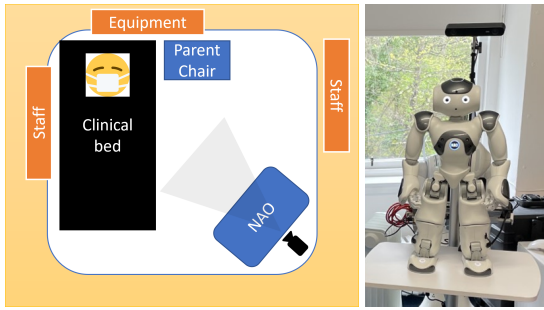 Equipment
Parent
Chair
Staff
Clinical
bed
Staff
NAO